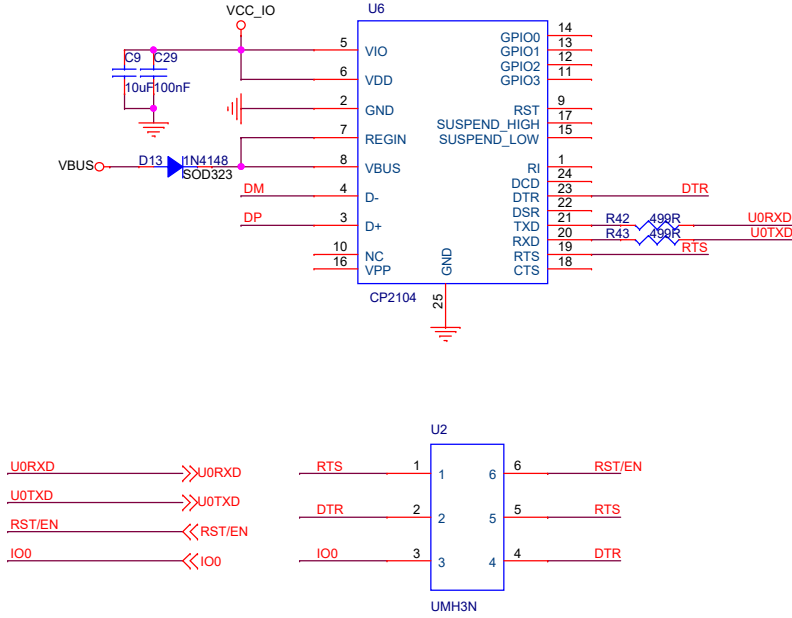 VCC_IO
U6
C9 C29
10uF 100nF
VBUS
D13 1N4148
SOD323
DM
DP
5 VIO
6 VDD
2 GND
7 REGIN
8 VBUS
4 D-
3 D+
10 NC
16 VPP
GND
25
GPIO0 14
GPIO1 13
GPIO2 12
GPIO3 11
RST 9
SUSPEND_HIGH 17
SUSPEND_LOW 15
RI 1
DCD 24
DTR 23 DTR
DSR 22
TXD 21 R42 499R U0RXD
RXD 20 R43 499R U0TXD
RTS 19 RTS
CTS 18
CP2104
U0RXD U0RXD
U0TXD U0TXD
RST/EN RST/EN
IO0 IO0
U2
RTS 1 1 6 6 RST/EN
DTR 2 2 5 5 RTS
IO0 3 3 4 4 DTR
UMH3N